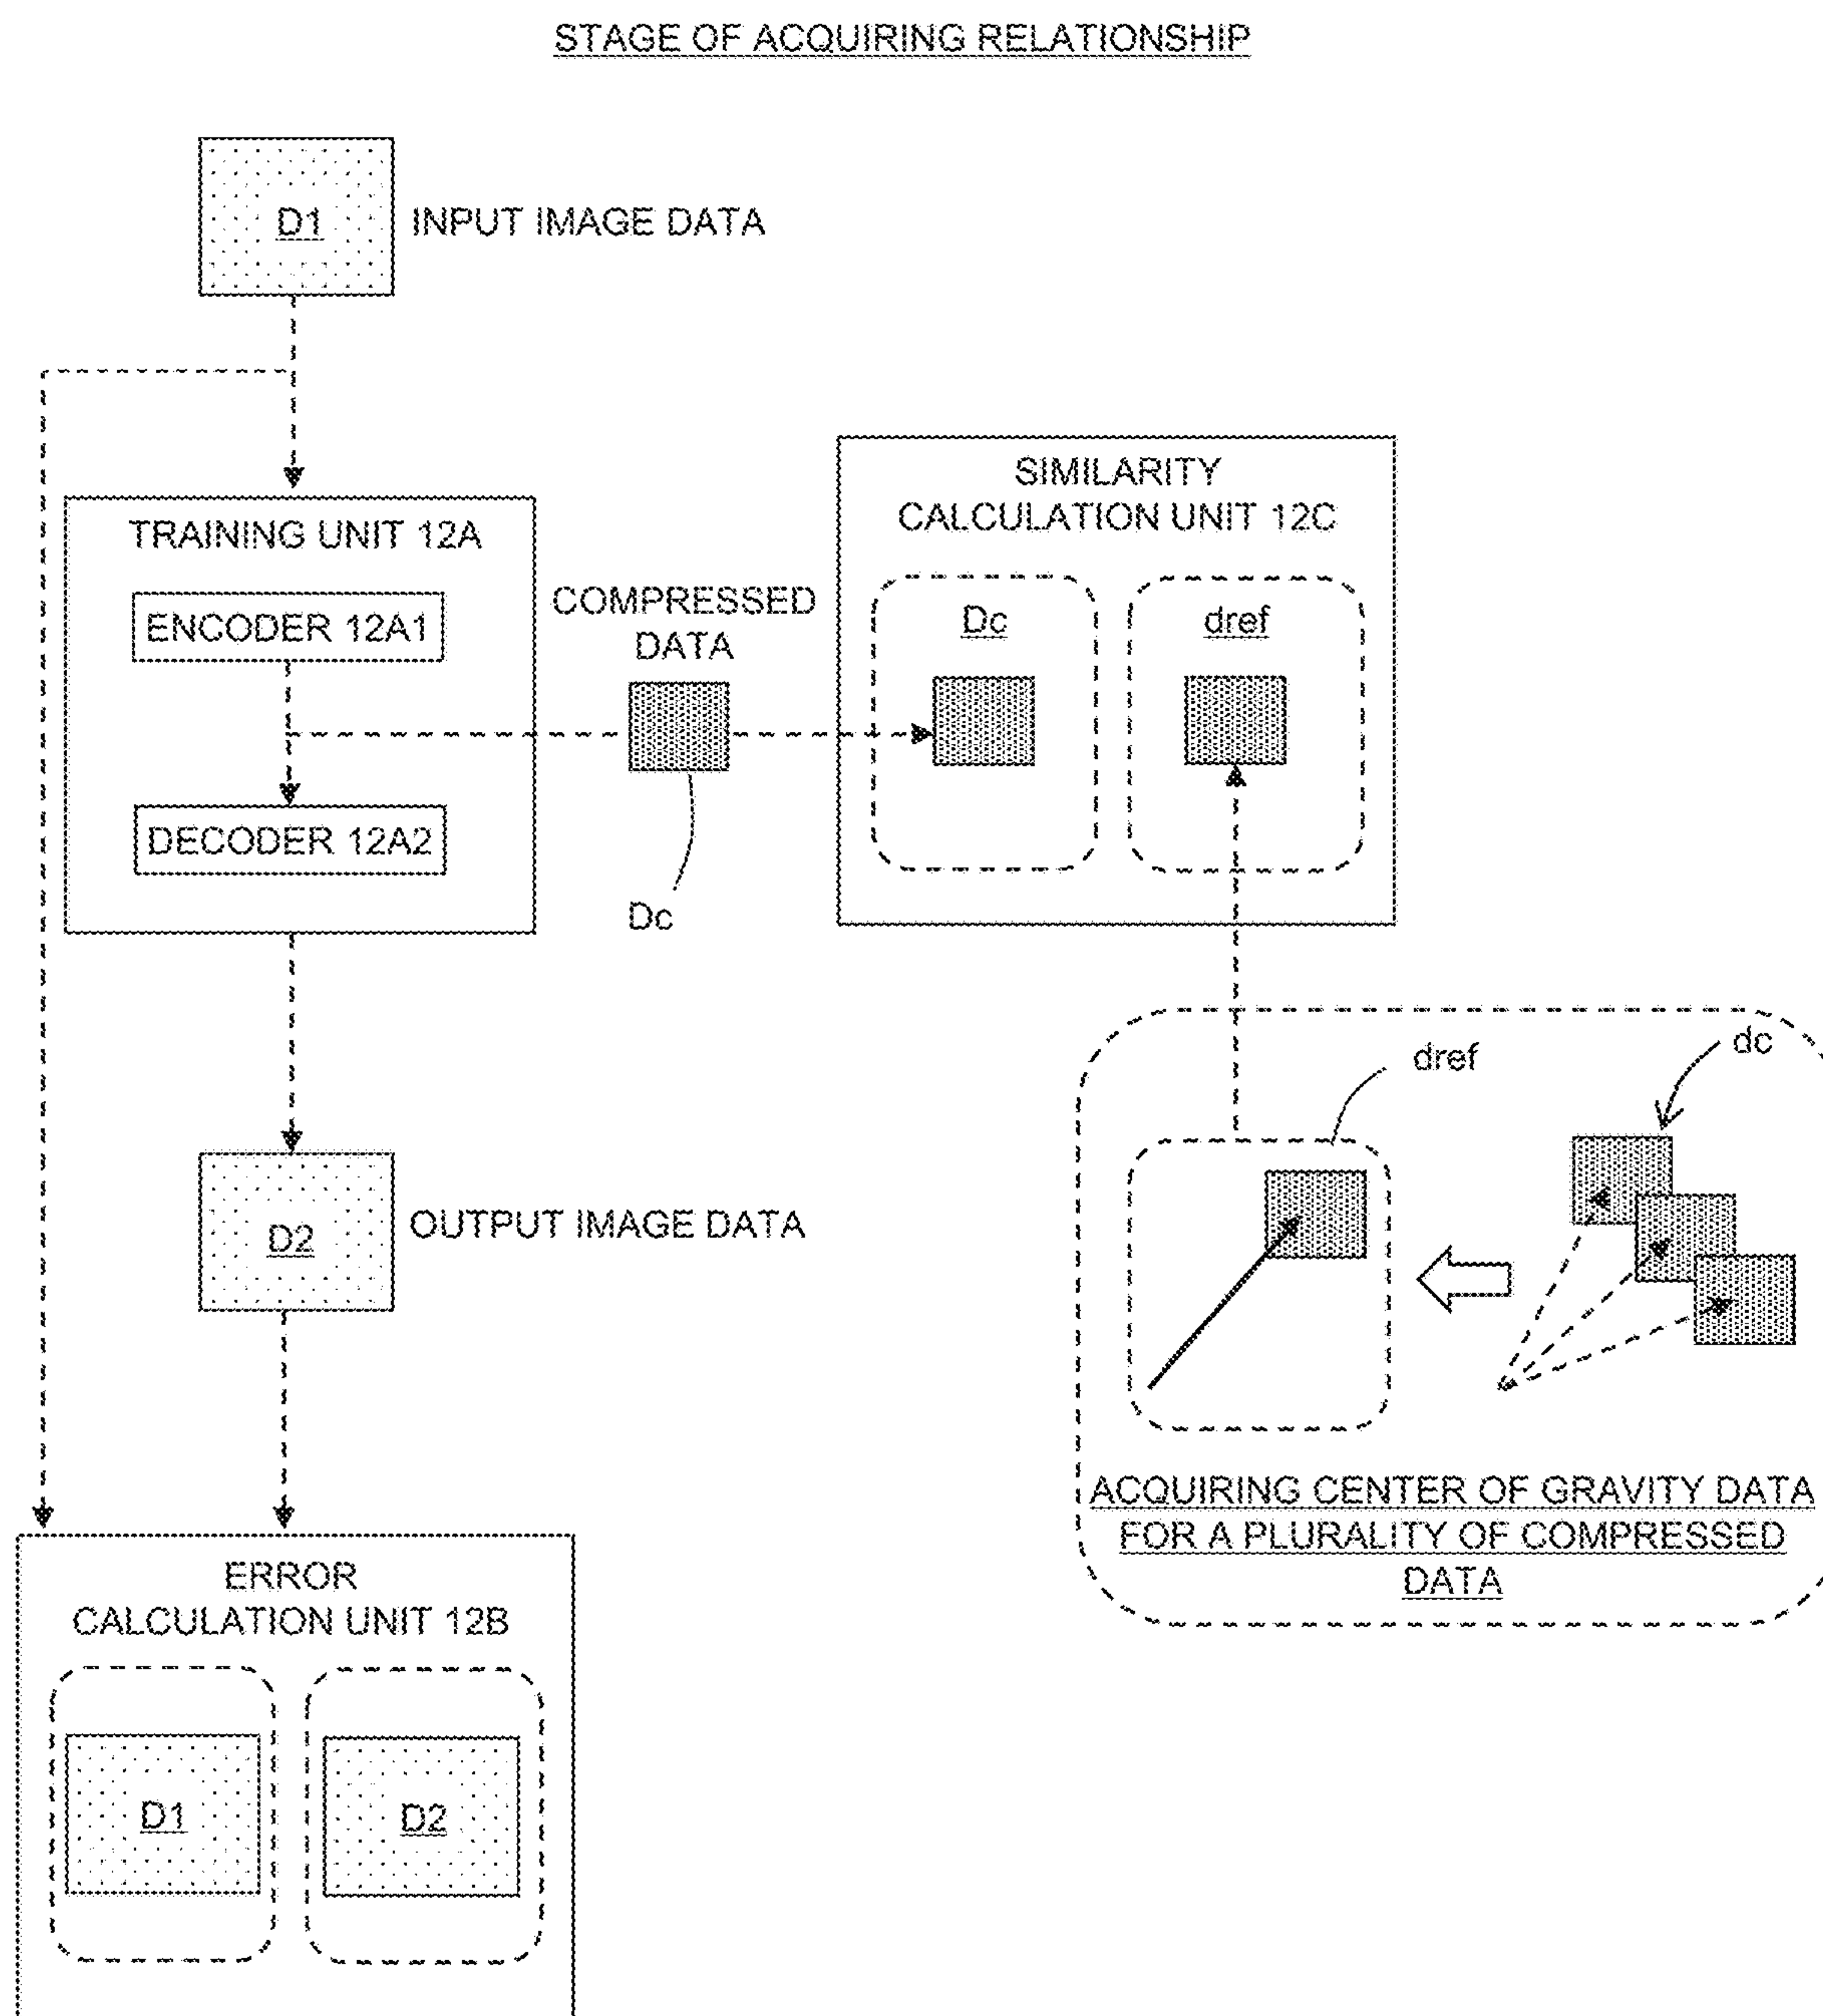 STAGE OF ACQUIRING RELATIONSHIP
D1
INPUT IMAGE DATA
TRAINING UNIT 12A
ENCODER 12A1
DECODER 12A2
COMPRESSED
DATA
Dc
SIMILARITY
CALCULATION UNIT 12C
Dc
dref
D2
OUTPUT IMAGE DATA
dref
dc
ACQUIRING CENTER OF GRAVITY DATA
FOR A PLURALITY OF COMPRESSED
DATA
ERROR
CALCULATION UNIT 12B
D1
D2